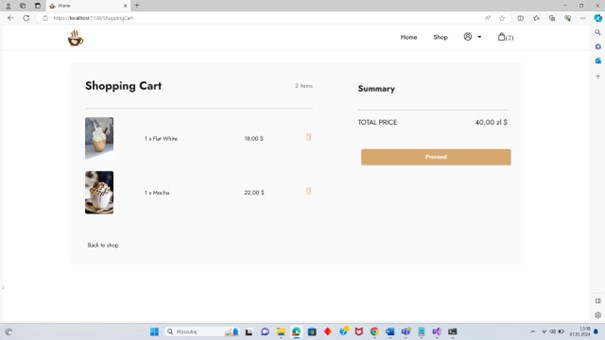 Home
https://localhost:7108/ShoppingCart
Home
Shop
(2)
Shopping Cart
2 items
Summary
TOTAL PRICE
40,00 zł $
1 x Flat White
18,00 $
Proceed
1 x Mocha
22,00 $
Back to shop
Wyszukaj